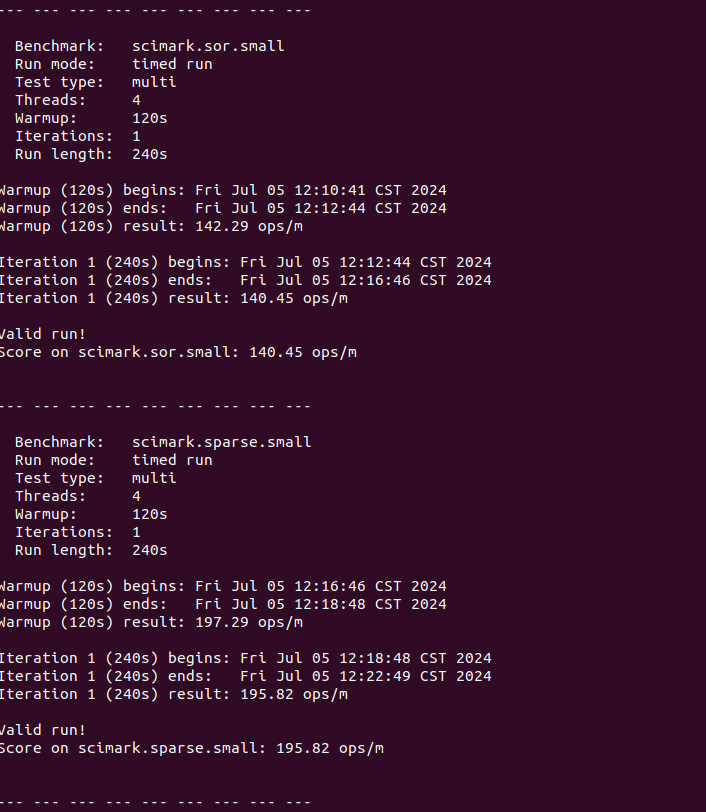 --- --- --- --- --- --- --- --- ---
Benchmark: scimark.sor.small
Run mode: timed run
Test type: multi
Threads: 4
Warmup: 120s
Iterations: 1
Run length: 240s
Warmup (120s) begins: Fri Jul 05 12:10:41 CST 2024
Warmup (120s) ends: Fri Jul 05 12:12:44 CST 2024
Warmup (120s) result: 142.29 ops/m
Iteration 1 (240s) begins: Fri Jul 05 12:12:44 CST 2024
Iteration 1 (240s) ends: Fri Jul 05 12:16:46 CST 2024
Iteration 1 (240s) result: 140.45 ops/m
Valid run!
Score on scimark.sor.small: 140.45 ops/m
--- --- --- --- --- --- --- --- ---
Benchmark: scimark.sparse.small
Run mode: timed run
Test type: multi
Threads: 4
Warmup: 120s
Iterations: 1
Run length: 240s
Warmup (120s) begins: Fri Jul 05 12:16:46 CST 2024
Warmup (120s) ends: Fri Jul 05 12:18:48 CST 2024
Warmup (120s) result: 197.29 ops/m
Iteration 1 (240s) begins: Fri Jul 05 12:18:48 CST 2024
Iteration 1 (240s) ends: Fri Jul 05 12:22:49 CST 2024
Iteration 1 (240s) result: 195.82 ops/m
Valid run!
Score on scimark.sparse.small: 195.82 ops/m
--- --- --- --- --- --- --- --- ---